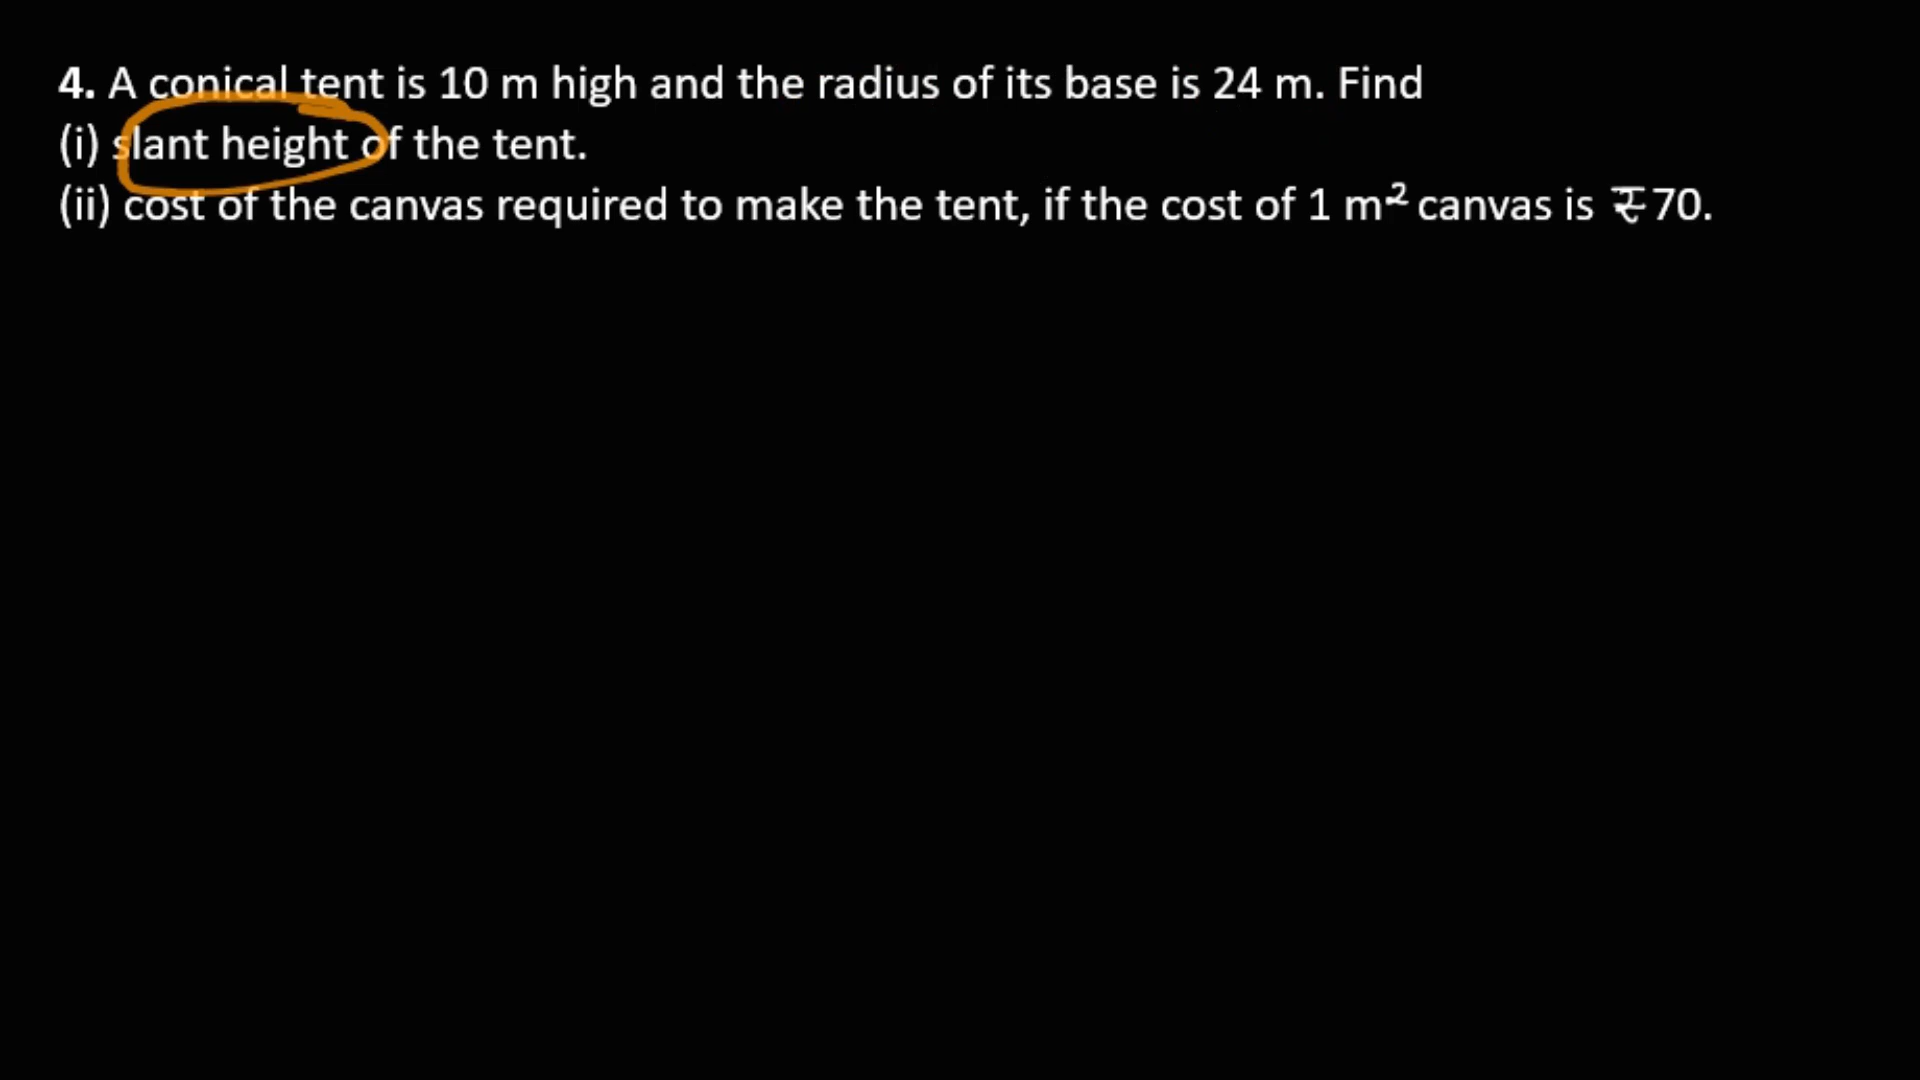 4. A conical tent is 10 m high and the radius of its base is 24 m. Find
(i) slant height of the tent.
(ii) cost of the canvas required to make the tent, if the cost of 1 m² canvas is ₹70.